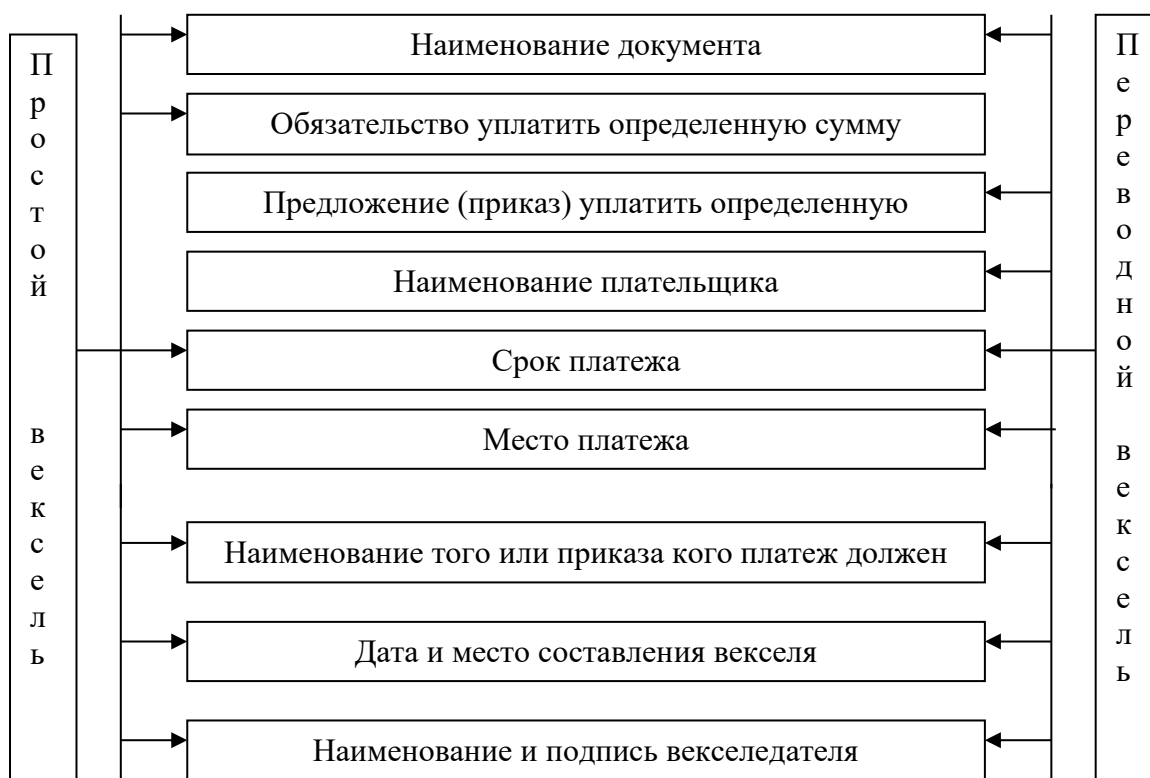 Простой вексель
Наименование документа
Обязательство уплатить определенную сумму
Предложение (приказ) уплатить определенную
Наименование плательщика
Срок платежа
Место платежа
Наименование того или приказа кого платеж должен
Дата и место составления векселя
Наименование и подпись векселедателя
Переводной вексель